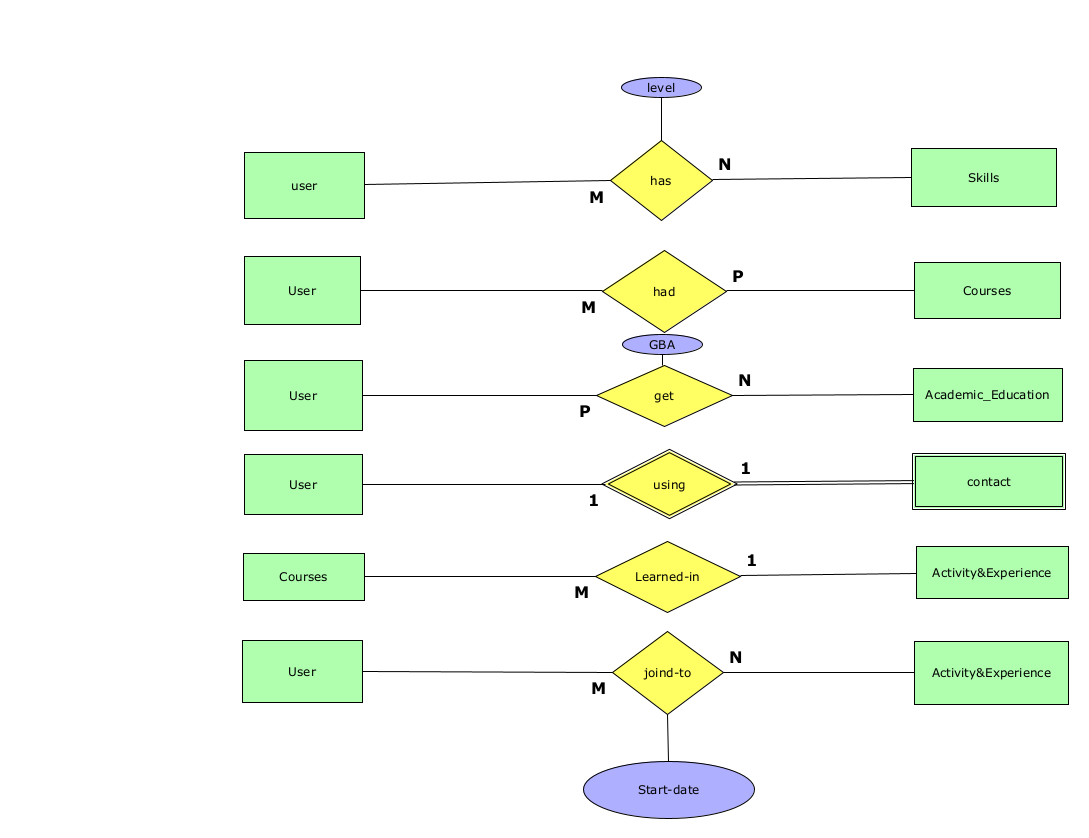 level
user
M
has
N
Skills
User
M
had
P
Courses
GBA
User
P
get
N
Academic_Education
User
1
using
1
contact
Courses
M
Learned-in
1
Activity&Experience
User
M
joind-to
N
Activity&Experience
Start-date